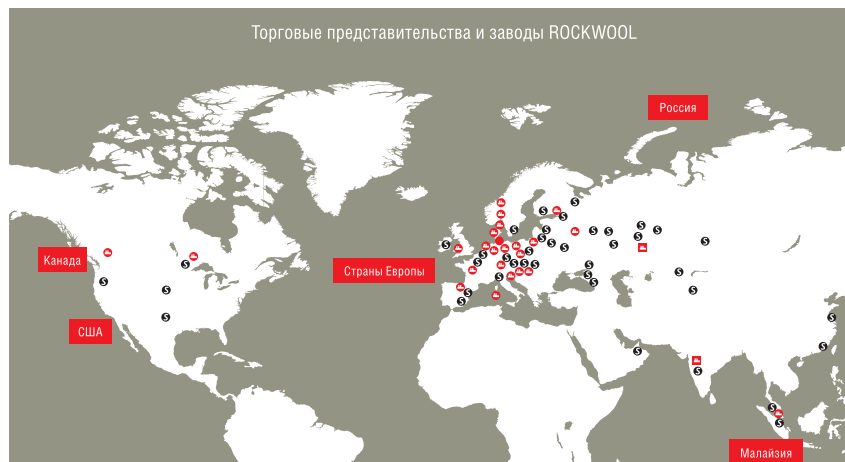 Торговые представительства и заводы ROCKWOOL
Россия
Канада
Страны Европы
США
Малайзия